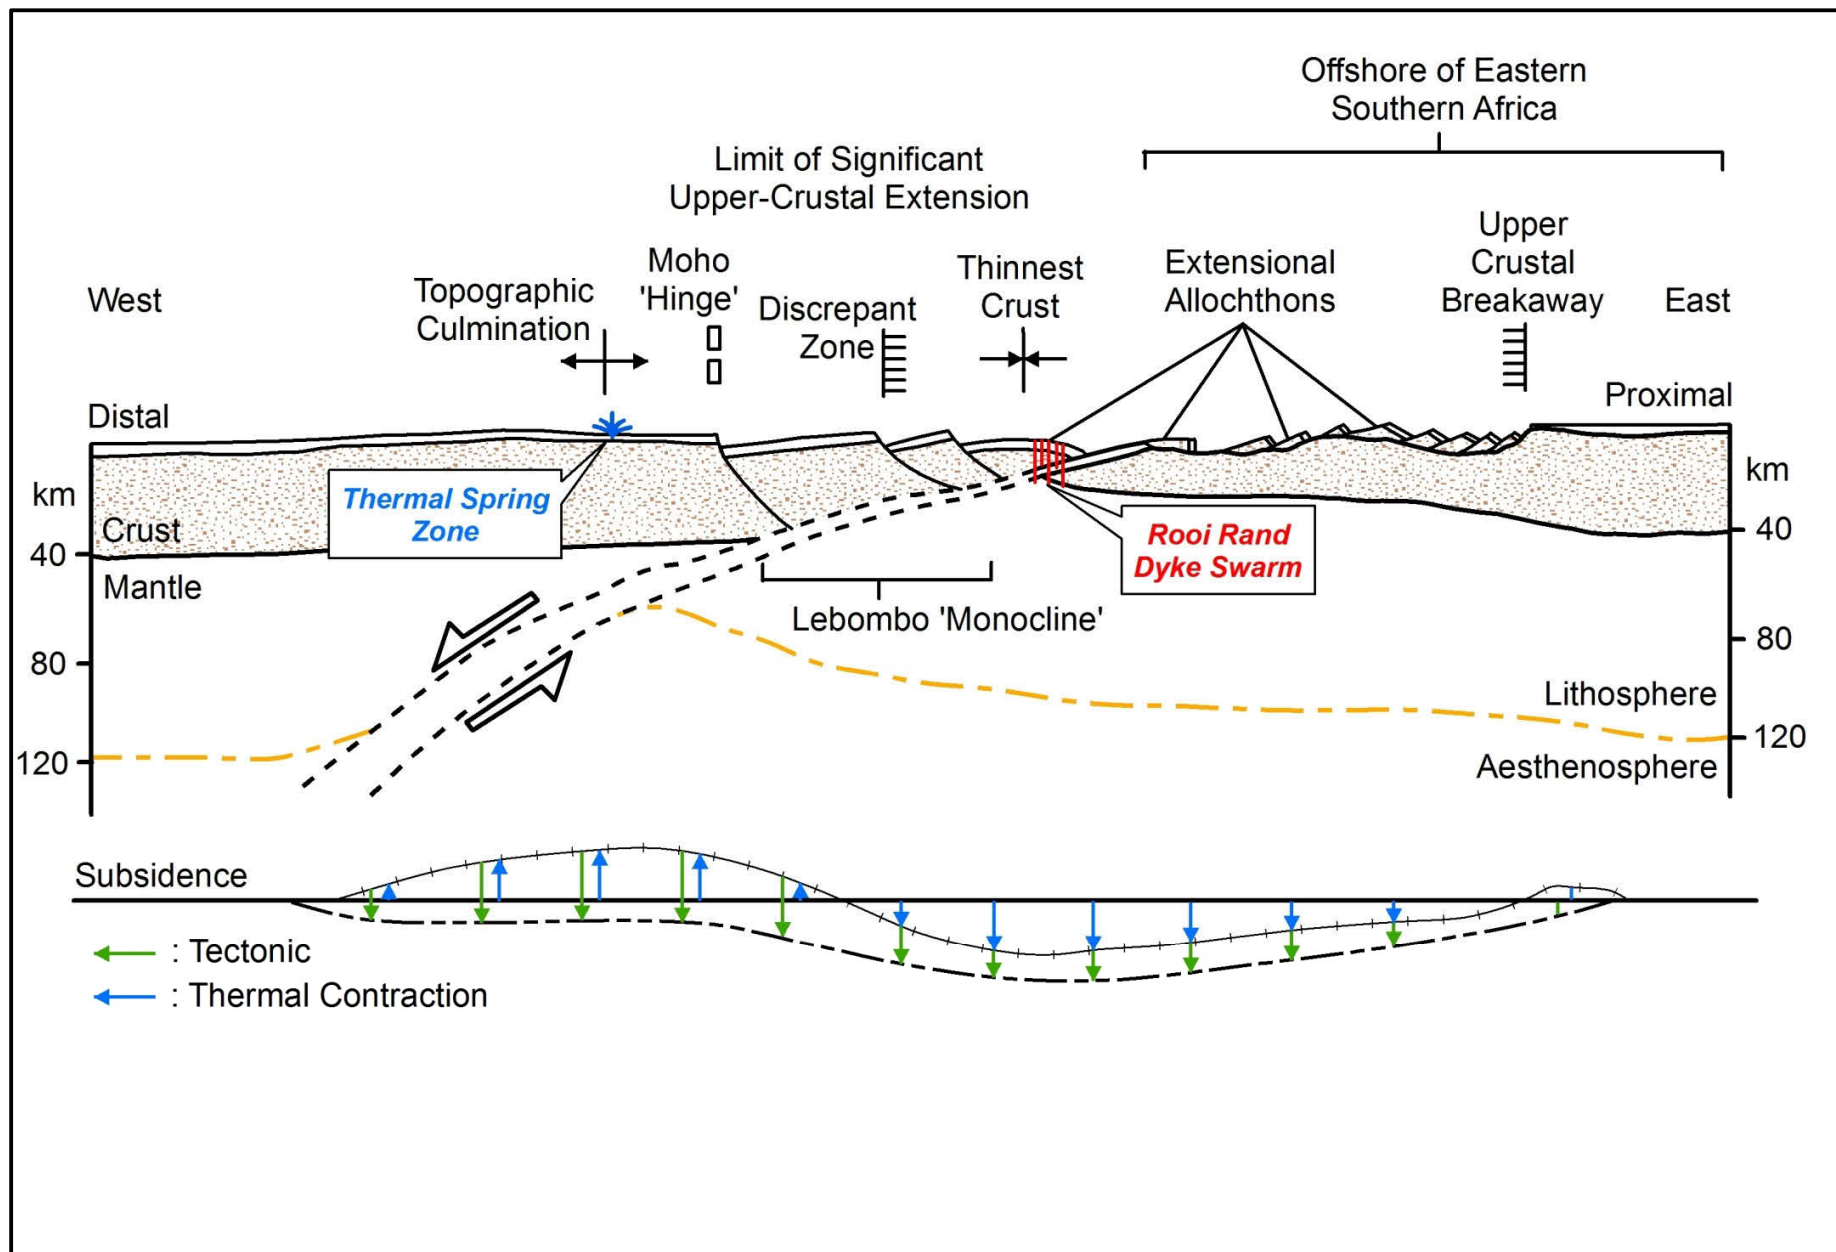 Offshore of Eastern
Southern Africa
Limit of Significant
Upper-Crustal Extension
Upper
Crustal
Breakaway
Moho
'Hinge'
Thinnest
Crust
Extensional
Allochthons
West
Topographic
Culmination
Discrepant
Zone
East
Distal
Proximal
km
km
Thermal Spring
Zone
Crust
40
40
Rooi Rand
Dyke Swarm
Mantle
Lebombo 'Monocline'
80
80
Lithosphere
120
120
Aesthenosphere
Subsidence
: Tectonic
: Thermal Contraction